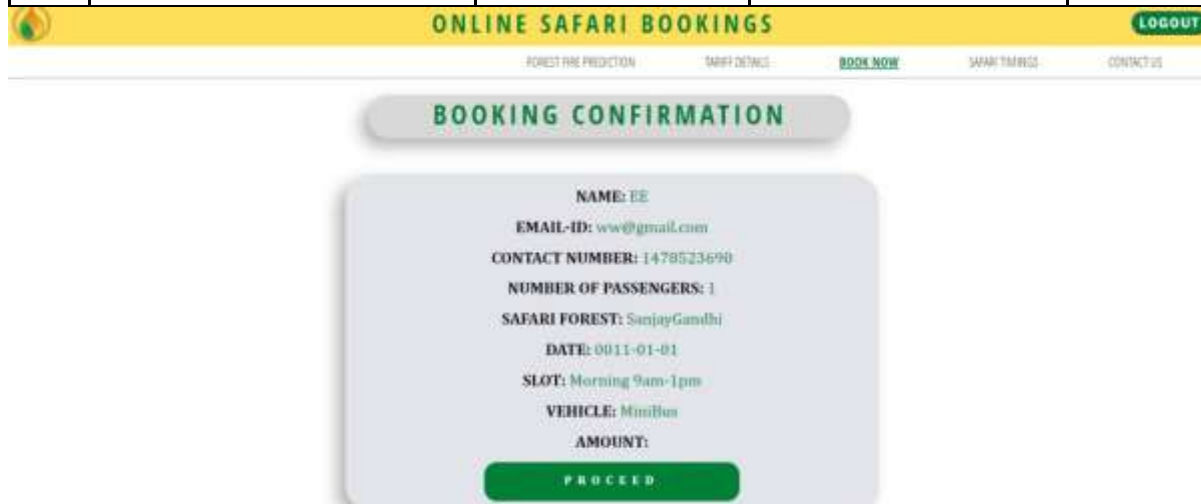 ONLINE SAFARI BOOKINGS
LOGOUT
FOREST FIRE PREDICTION TARIFF DETAILS BOOK NOW SAFARI TIMINGS CONTACT US
BOOKING CONFIRMATION
NAME: EE
EMAIL-ID: ww@gmail.com
CONTACT NUMBER: 1478523690
NUMBER OF PASSENGERS: 1
SAFARI FOREST: SanjayGandhi
DATE: 0011-01-01
SLOT: Morning 9am-1pm
VEHICLE: MiniBus
AMOUNT:
PROCEED